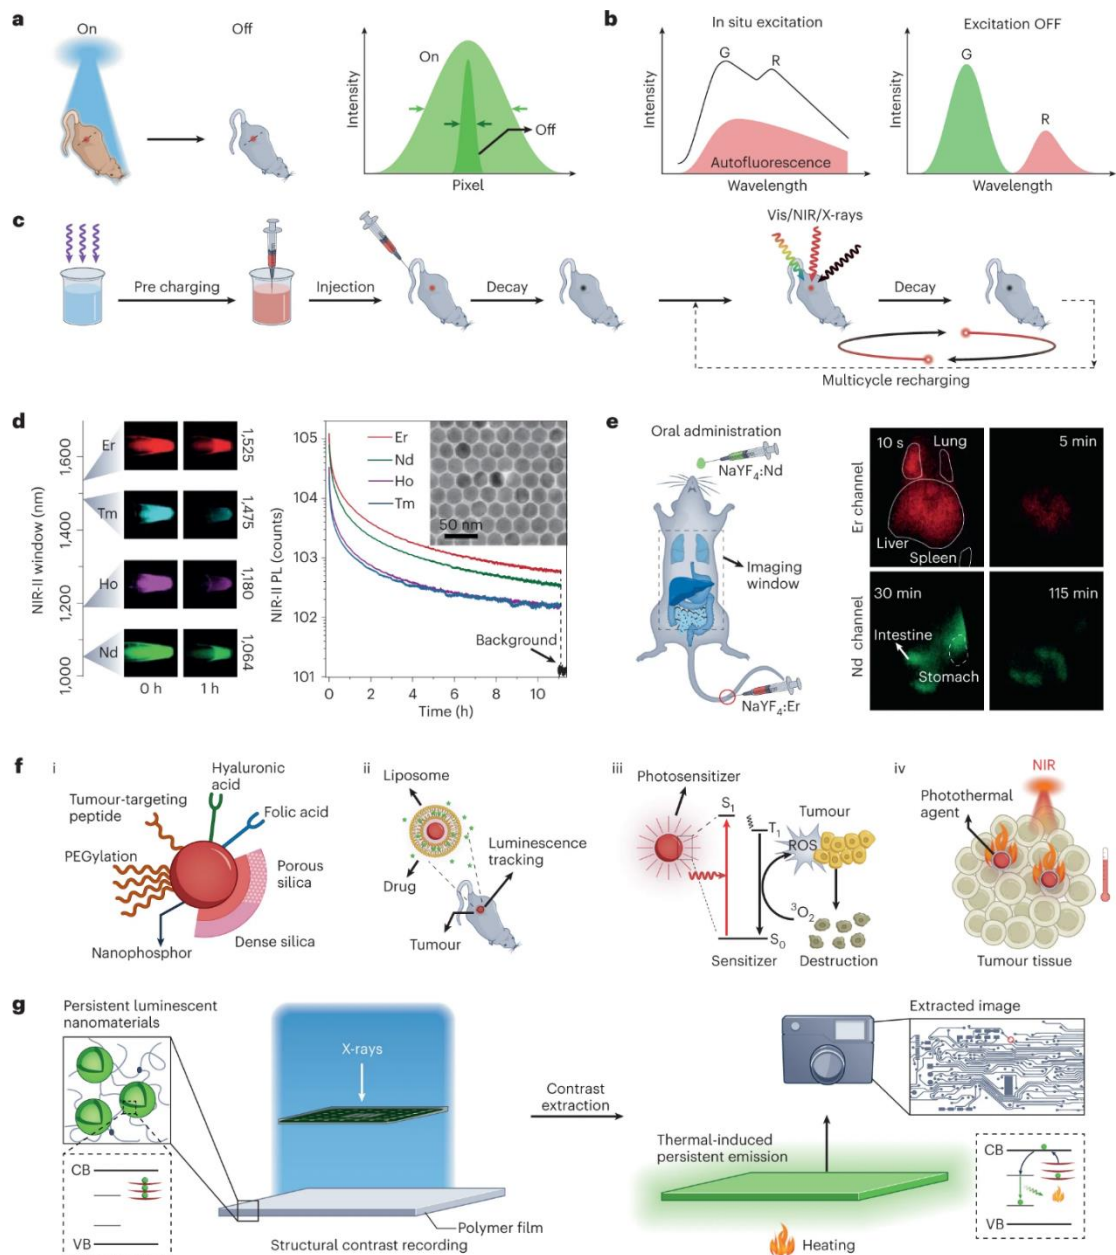 a
On
Off
On
Off
Intensity
Pixel
b
In situ excitation
G
R
Autofluorescence
Intensity
Wavelength
Excitation OFF
G
R
Intensity
Wavelength
c
Pre charging
Injection
Decay
Vis/NIR/X-rays
Decay
Multicycle recharging
d
NIR-II window (nm)
1,600
1,400
1,200
1,000
Er
1,525
Tm
1,475
Ho
1,180
Nd
1,064
0 h
1 h
NIR-II PL (counts)
105
104
103
102
101
Er
Nd
Ho
Tm
50 nm
Background
0
2
4
6
8
10
Time (h)
e
Oral administration
NaYF4:Nd
Imaging
window
NaYF4:Er
Er channel
10 s
Lung
Liver
Spleen
5 min
Nd channel
30 min
Intestine
Stomach
115 min
f
i
Hyaluronic
acid
Tumour-targeting
peptide
Folic acid
PEGylation
Porous
silica
Nanophosphor
Dense silica
ii
Liposome
Luminescence
tracking
Drug
Tumour
iii
Photosensitizer
S1
T1
Tumour
ROS
3O2
S0
Sensitizer
Destruction
iv
NIR
Photothermal
agent
Tumour tissue
g
Persistent luminescent
nanomaterials
CB
VB
X-rays
Polymer film
Structural contrast recording
Contrast
extraction
Extracted image
Thermal-induced
persistent emission
CB
VB
Heating